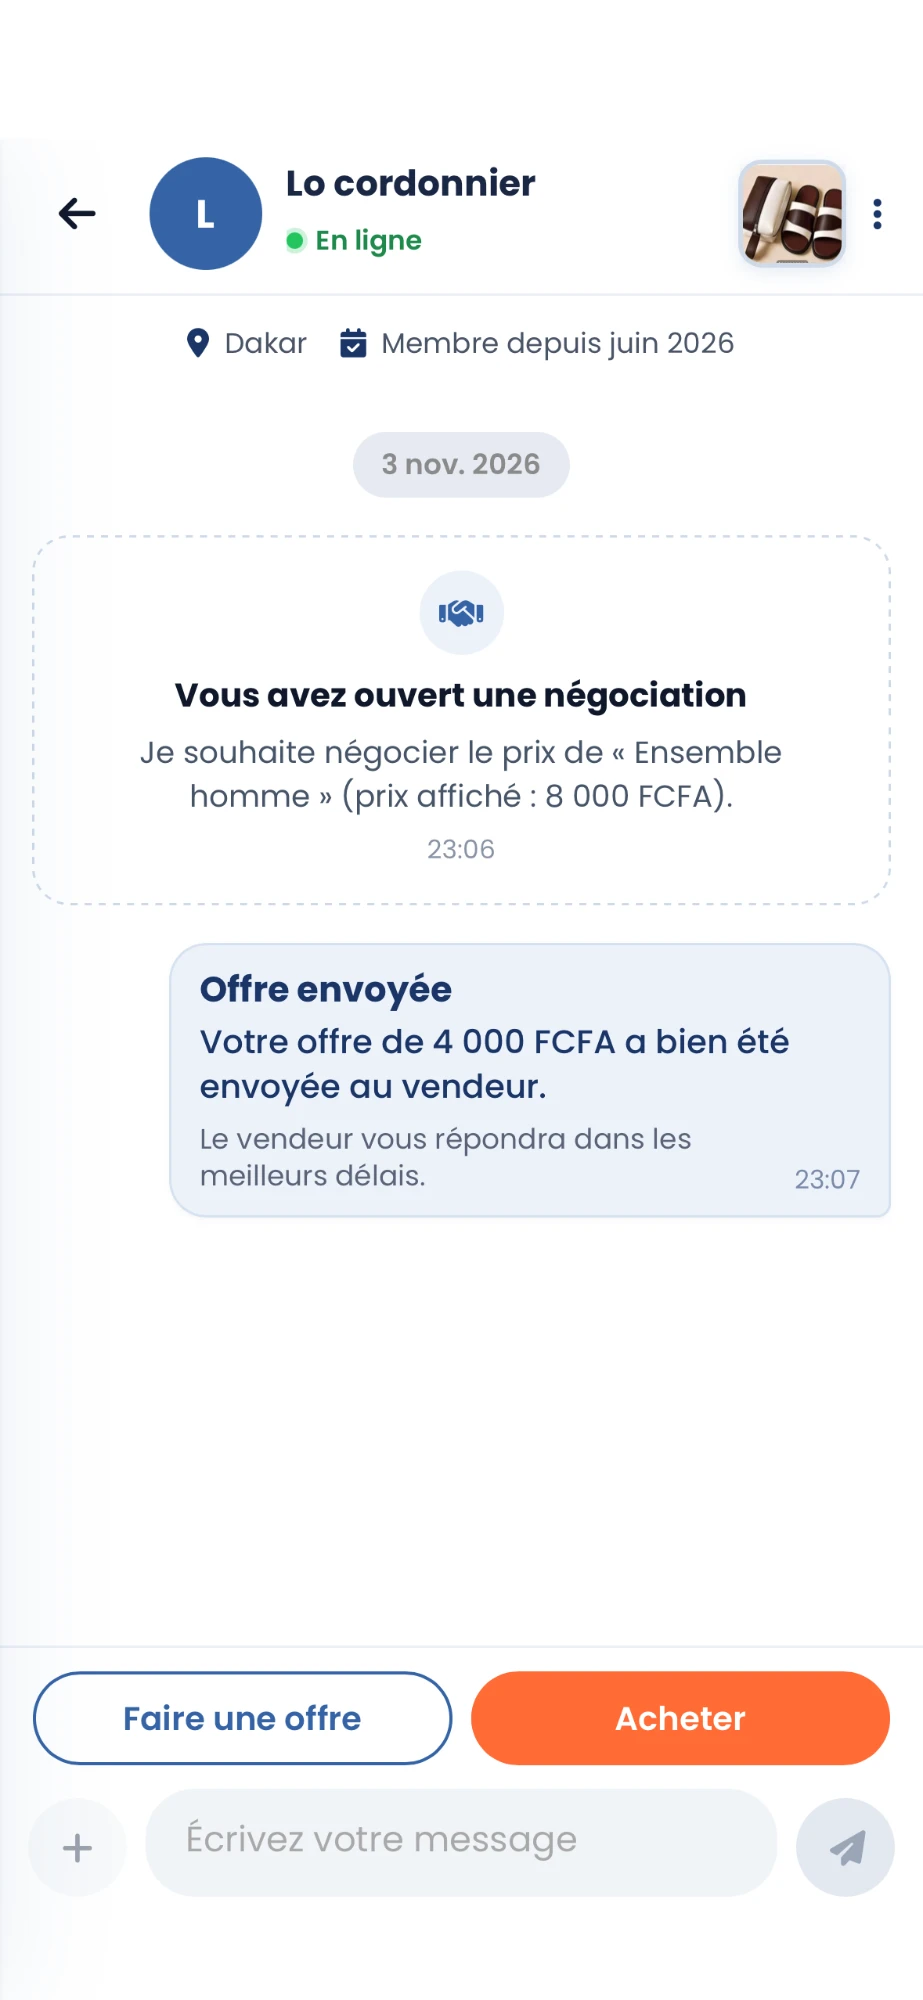 L
Lo cordonnier
En ligne
Dakar
Membre depuis juin 2026
3 nov. 2026
Vous avez ouvert une négociation
Je souhaite négocier le prix de « Ensemble
homme » (prix affiché : 8 000 FCFA).
23:06
Offre envoyée
Votre offre de 4 000 FCFA a bien été
envoyée au vendeur.
Le vendeur vous répondra dans les
meilleurs délais.
23:07
Faire une offre
Acheter
Écrivez votre message